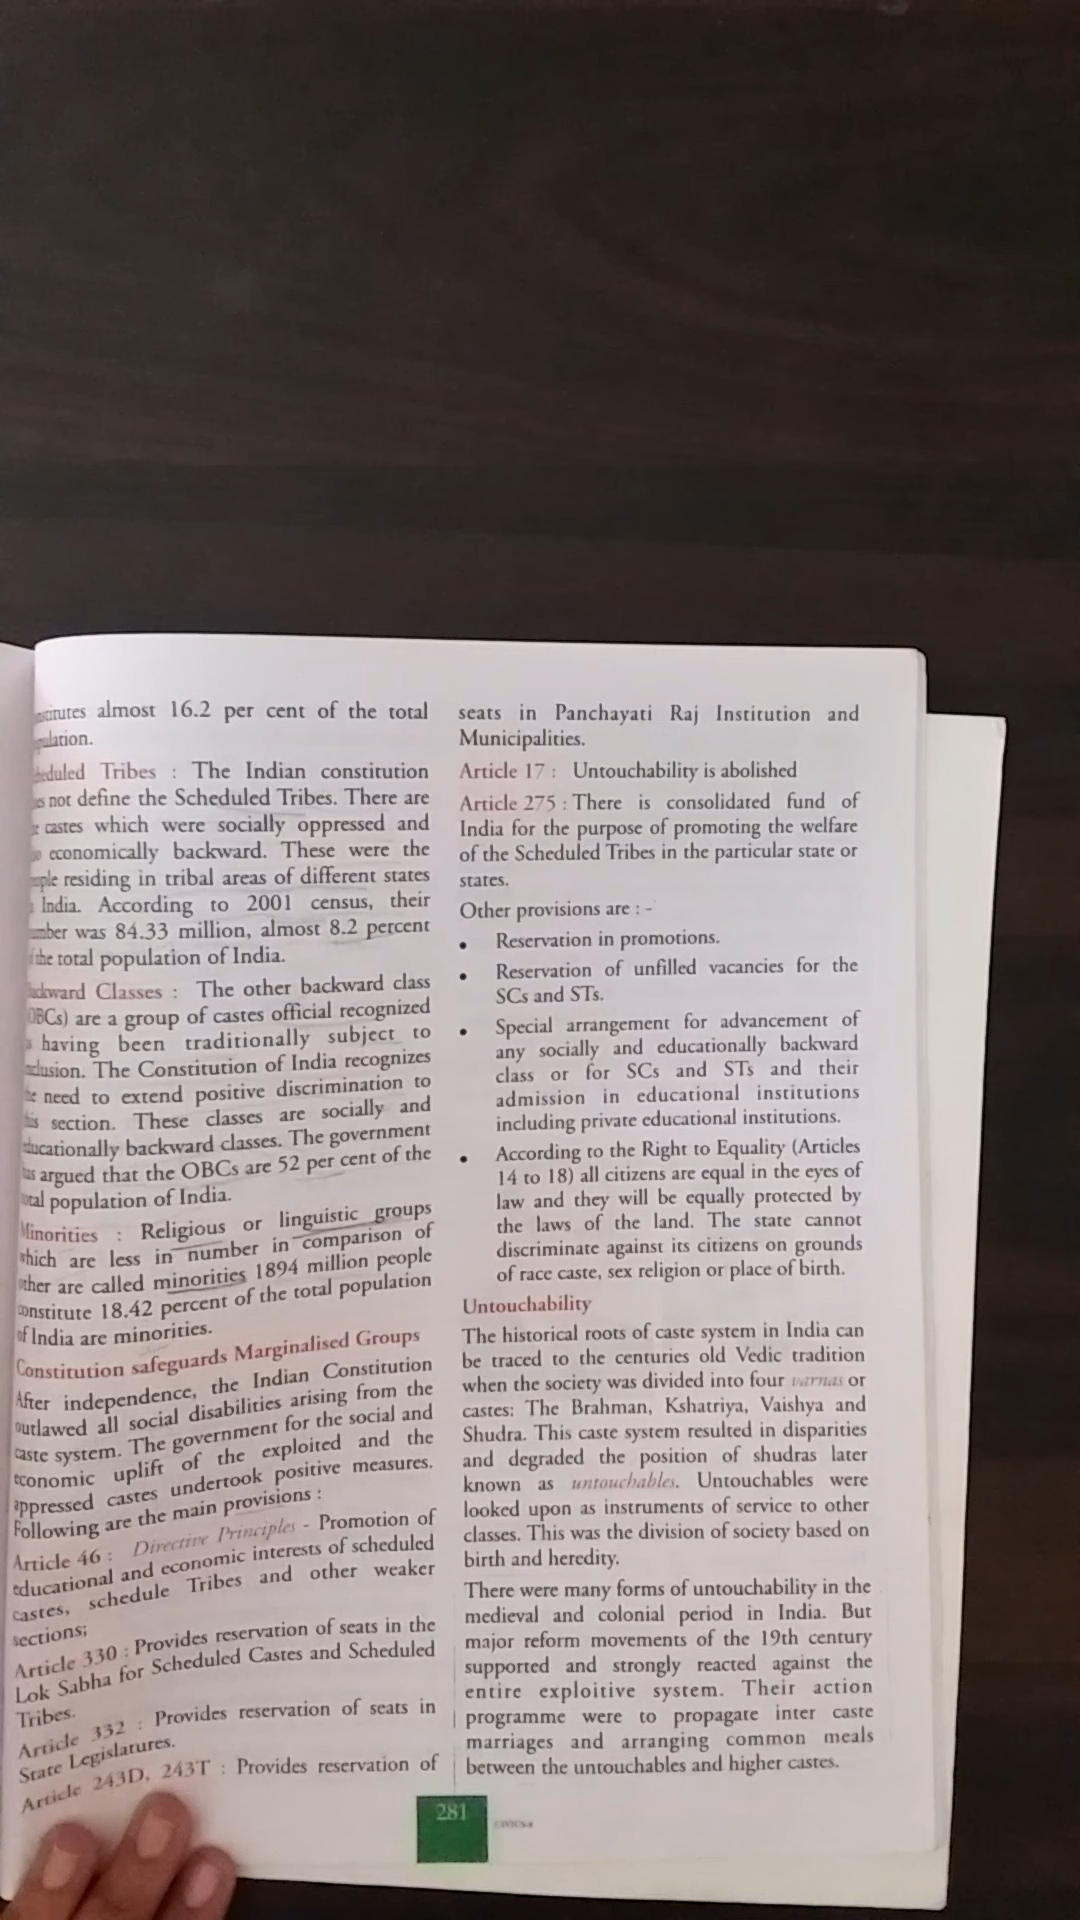 almost 16.2 per cent of the total
Tribes : The Indian constitution
not define the Scheduled Tribes. There are
castes which were socially oppressed and
economically backward. These were the
residing in tribal areas of different states
India. According to 2001 census, their
was 84.33 million, almost 8.2 percent
the total population of India.
Classes : The other backward class
are a group of castes official recognized
having been traditionally subject to
The Constitution of India recognizes
need to extend positive discrimination to
section. These classes are socially and
backward classes. The government
argued that the OBCs are 52 per cent of the
population of India.
Minorities : Religious or linguistic groups
which are less in number in comparison of
other are called minorities 1894 million people
constitute 18.42 percent of the total population
of India are minorities.
Constitution safeguards Marginalised Groups
After independence, the Indian Constitution
outlawed all social disabilities arising from the
caste system. The government for the social and
economic uplift of the exploited and the
appressed castes undertook positive measures.
Following are the main provisions :
Article 46 : Directive Principles - Promotion of
educational and economic interests of scheduled
castes, schedule Tribes and other weaker
sections;
Article 330 : Provides reservation of seats in the
Lok Sabha for Scheduled Castes and Scheduled
Tribes.
Article 332 : Provides reservation of seats in
State Legislatures.
Article 243D, 243T : Provides reservation of
seats in Panchayati Raj Institution and
Municipalities.
Article 17 : Untouchability is abolished
Article 275 : There is consolidated fund of
India for the purpose of promoting the welfare
of the Scheduled Tribes in the particular state or
states.
Other provisions are : -
• Reservation in promotions.
• Reservation of unfilled vacancies for the
SCs and STs.
• Special arrangement for advancement of
any socially and educationally backward
class or for SCs and STs and their
admission in educational institutions
including private educational institutions.
• According to the Right to Equality (Articles
14 to 18) all citizens are equal in the eyes of
law and they will be equally protected by
the laws of the land. The state cannot
discriminate against its citizens on grounds
of race caste, sex religion or place of birth.
Untouchability
The historical roots of caste system in India can
be traced to the centuries old Vedic tradition
when the society was divided into four varnas or
castes: The Brahman, Kshatriya, Vaishya and
Shudra. This caste system resulted in disparities
and degraded the position of shudras later
known as untouchables. Untouchables were
looked upon as instruments of service to other
classes. This was the division of society based on
birth and heredity.
There were many forms of untouchability in the
medieval and colonial period in India. But
major reform movements of the 19th century
supported and strongly reacted against the
entire exploitive system. Their action
programme were to propagate inter caste
marriages and arranging common meals
between the untouchables and higher castes.
281